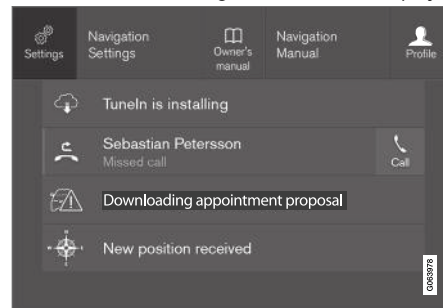 Settings
Navigation
Settings
Owner's
manual
Navigation
Manual
Profile
TuneIn is installing
Sebastian Petersson
Missed call
Call
Downloading appointment proposal
New position received
G063978